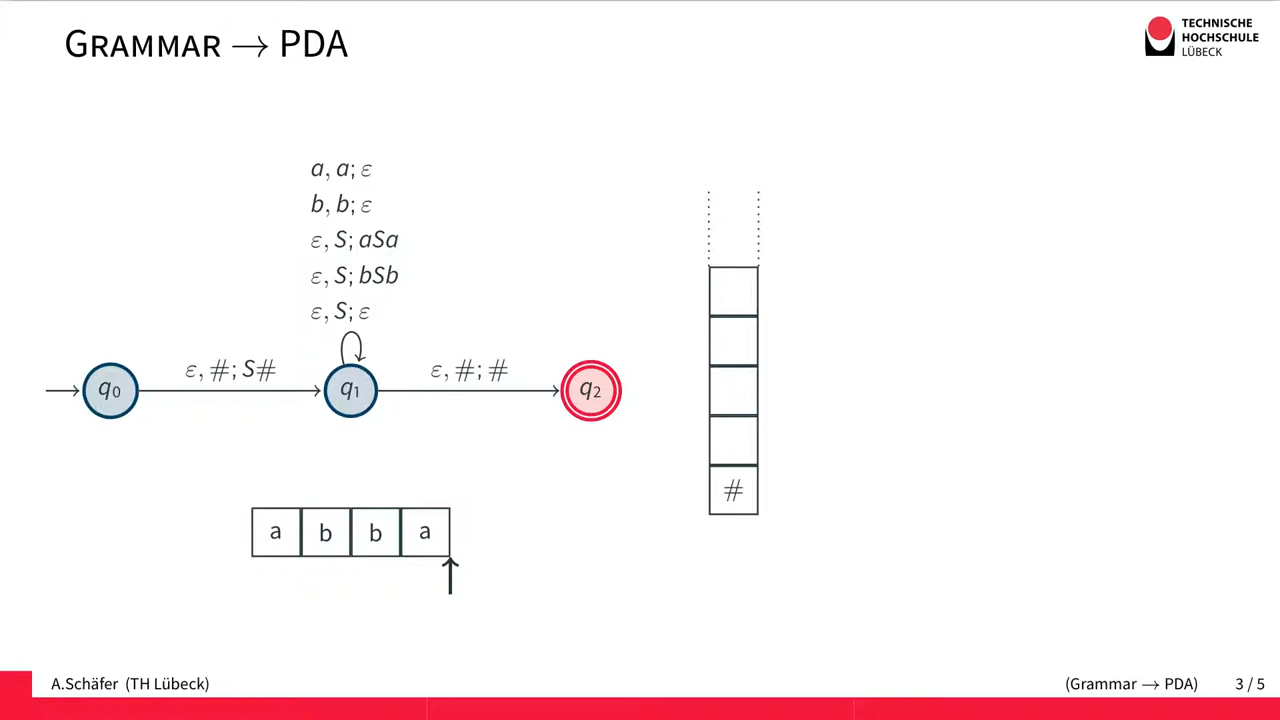 GRAMMAR → PDA
TECHNISCHE
HOCHSCHULE
LÜBECK
a, a; ε
b, b; ε
ε, S; aSa
ε, S; bSb
ε, S; ε
ε, #; S#
ε, #; #
q₀
q₁
q₂
#
a b b a
A.Schäfer (TH Lübeck)
(Grammar → PDA) 3 / 5